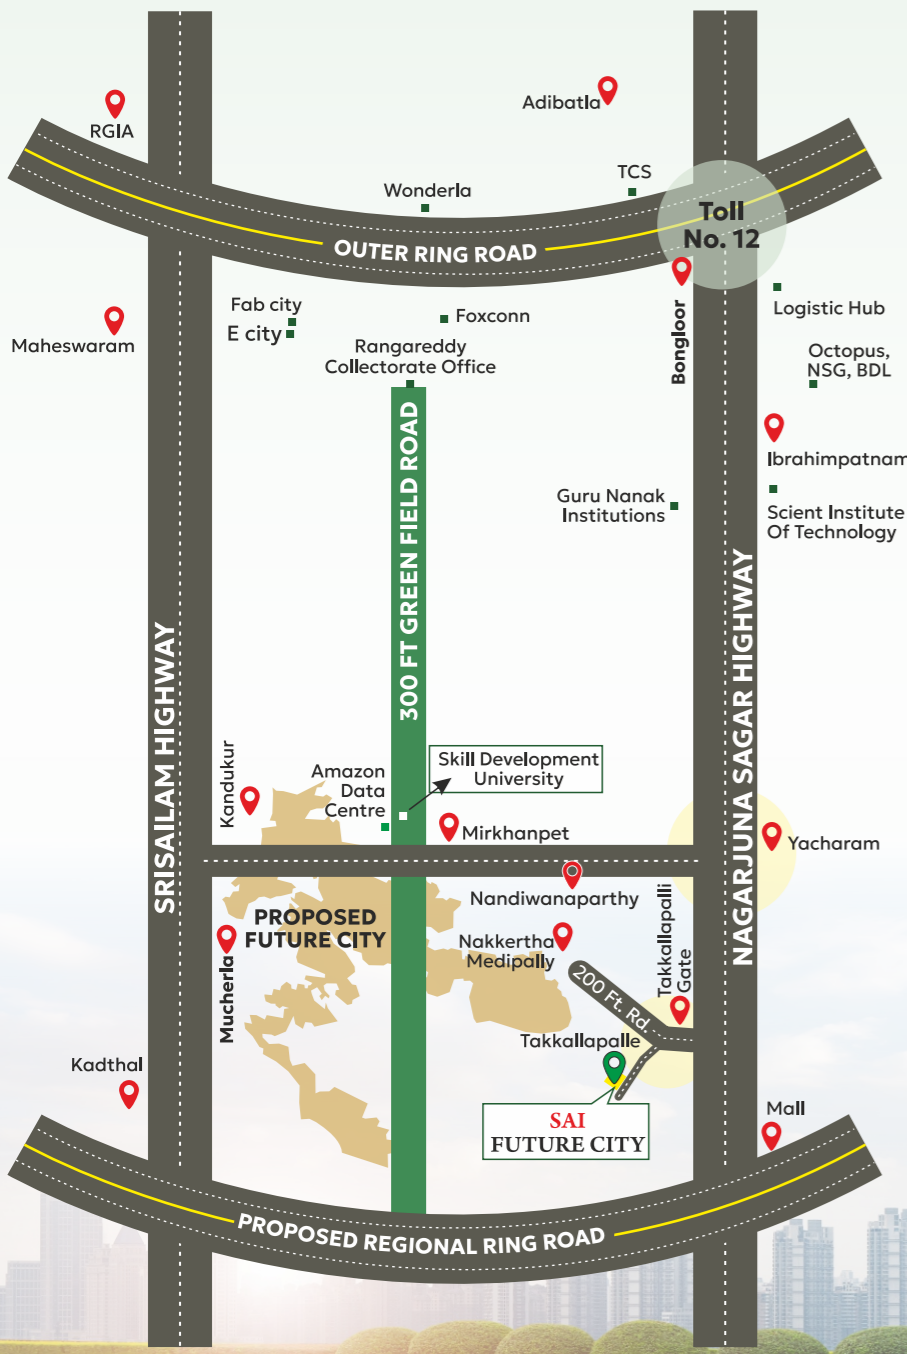 Adibatla
RGIA
TCS
Wonderla
Toll
No. 12
OUTER RING ROAD
Fab city
E city
Foxconn
Logistic Hub
Maheswaram
Rangareddy
Collectorate Office
Bongloor
Octopus,
NSG, BDL
300 FT GREEN FIELD ROAD
Ibrahimpatnam
Guru Nanak
Institutions
Scient Institute
Of Technology
SRISAILAM HIGHWAY
NAGARJUNA SAGAR HIGHWAY
Kandukur
Amazon
Data
Centre
Skill Development
University
Mirkhanpet
Yacharam
Nandiwanaparthy
PROPOSED
FUTURE CITY
Mucherla
Nakkertha
Medipally
Takkallapalli
Gate
200 Ft. Rd.
Takkallapalle
Kadthal
SAI
FUTURE CITY
Mall
PROPOSED REGIONAL RING ROAD